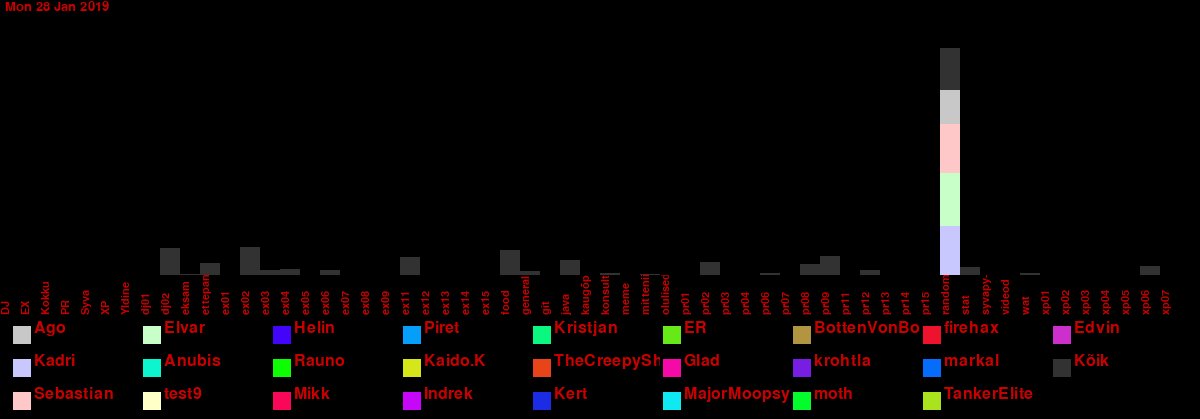 Mon 28 Jan 2019
DJ
EX
Kokku
PR
Syva
XP
Yldine
dji01
dji02
eksam
ettepan
ex01
ex02
ex03
ex04
ex05
ex06
ex07
ex08
ex09
ex10
ex11
ex12
ex13
ex14
ex15
food
general
git
java
kaugõp
konsult
meme
mitteni
olulised
pr01
pr02
pr03
pr04
pr06
pr07
pr08
pr09
pr11
pr12
pr13
pr14
pr15
random
stat
syvapy-
videod
wat
xp01
xp02
xp03
xp04
xp05
xp06
xp07
Ago Elvar Helin Piret Kristjan ER BottenVonBo firehax Edvin
Kadri Anubis Rauno Kaido.K TheCreepySh Glad krohtla markal Kõik
Sebastian test9 Mikk Indrek Kert MajorMoopsy moth TankerElite